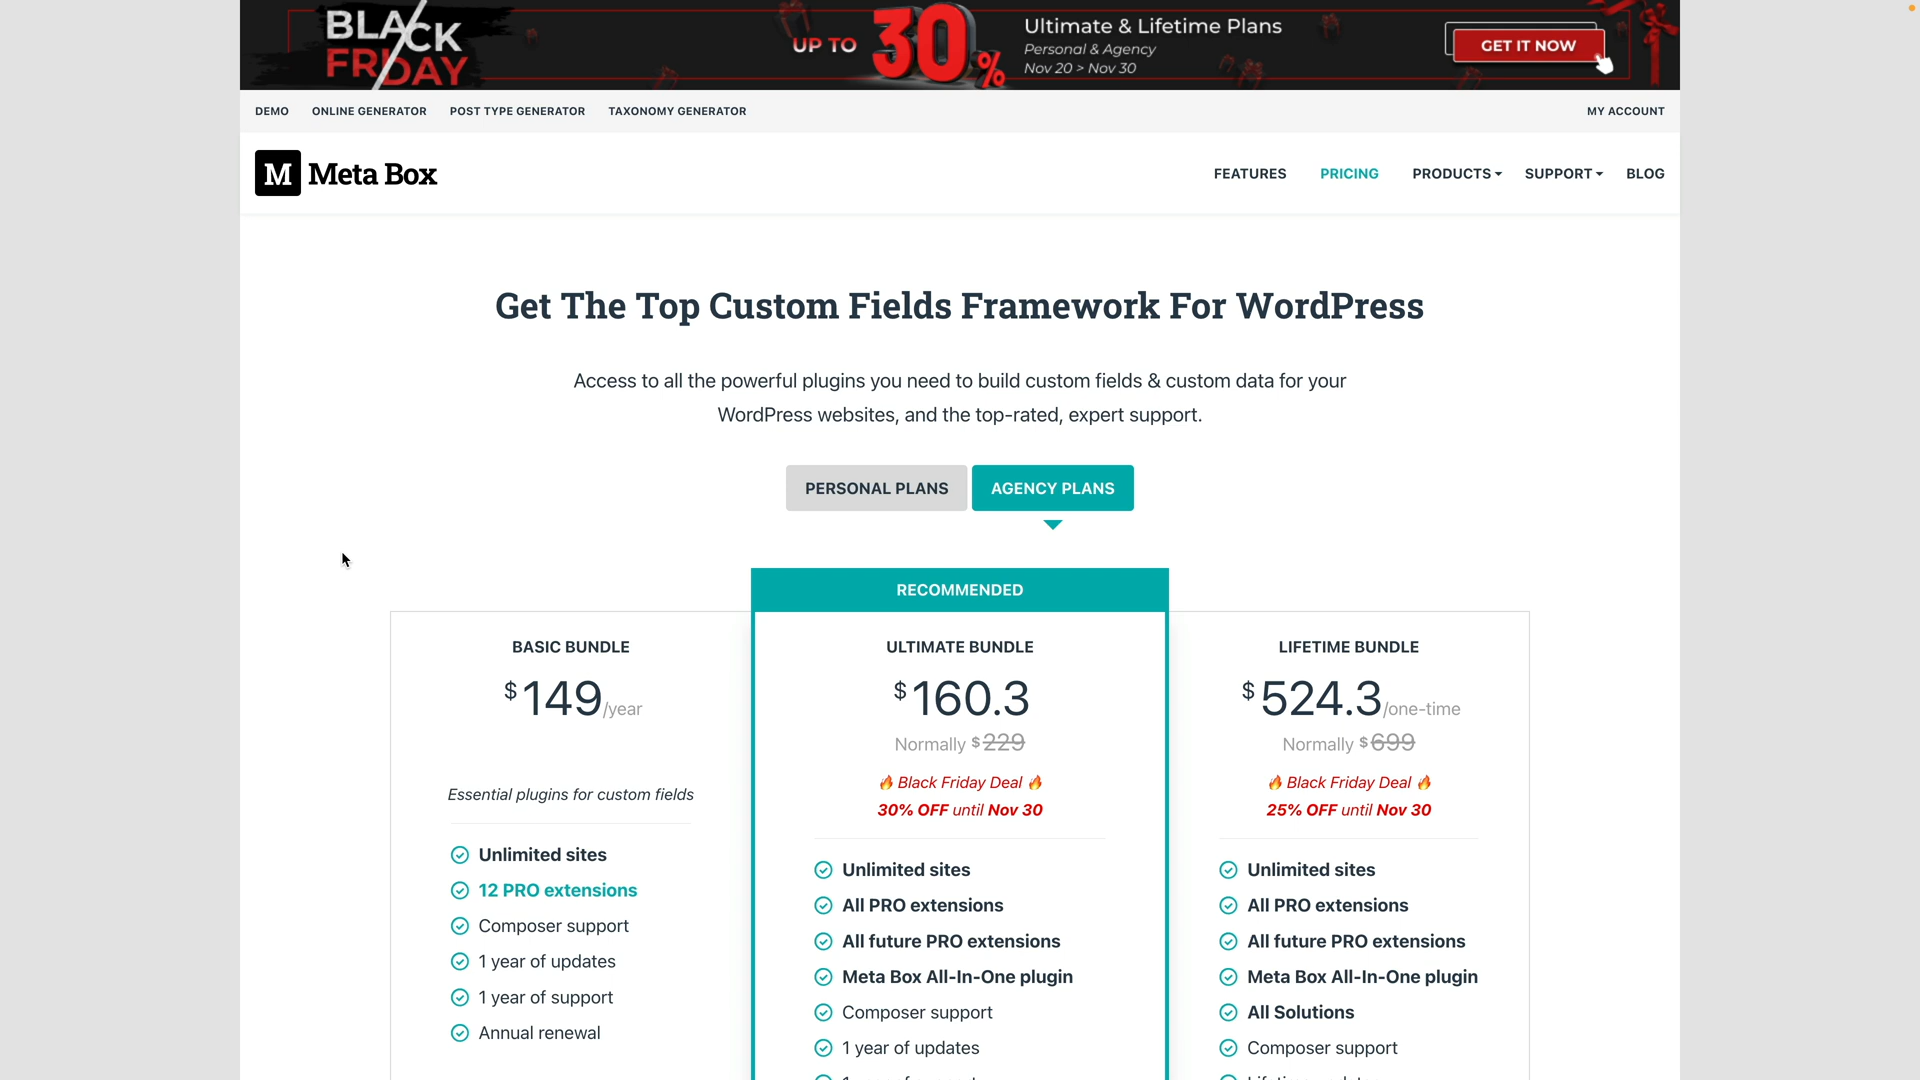 BLACK
FRIDAY
UP TO 30%
Ultimate & Lifetime Plans
Personal & Agency
Nov 20 > Nov 30
GET IT NOW
DEMO ONLINE GENERATOR POST TYPE GENERATOR TAXONOMY GENERATOR MY ACCOUNT
M Meta Box
FEATURES PRICING PRODUCTS SUPPORT BLOG
Get The Top Custom Fields Framework For WordPress
Access to all the powerful plugins you need to build custom fields & custom data for your
WordPress websites, and the top-rated, expert support.
PERSONAL PLANS AGENCY PLANS
RECOMMENDED
BASIC BUNDLE
$149/year
Essential plugins for custom fields
Unlimited sites
12 PRO extensions
Composer support
1 year of updates
1 year of support
Annual renewal
ULTIMATE BUNDLE
$160.3
Normally $229
🔥 Black Friday Deal 🔥
30% OFF until Nov 30
Unlimited sites
All PRO extensions
All future PRO extensions
Meta Box All-In-One plugin
Composer support
1 year of updates
LIFETIME BUNDLE
$524.3/one-time
Normally $699
🔥 Black Friday Deal 🔥
25% OFF until Nov 30
Unlimited sites
All PRO extensions
All future PRO extensions
Meta Box All-In-One plugin
All Solutions
Composer support